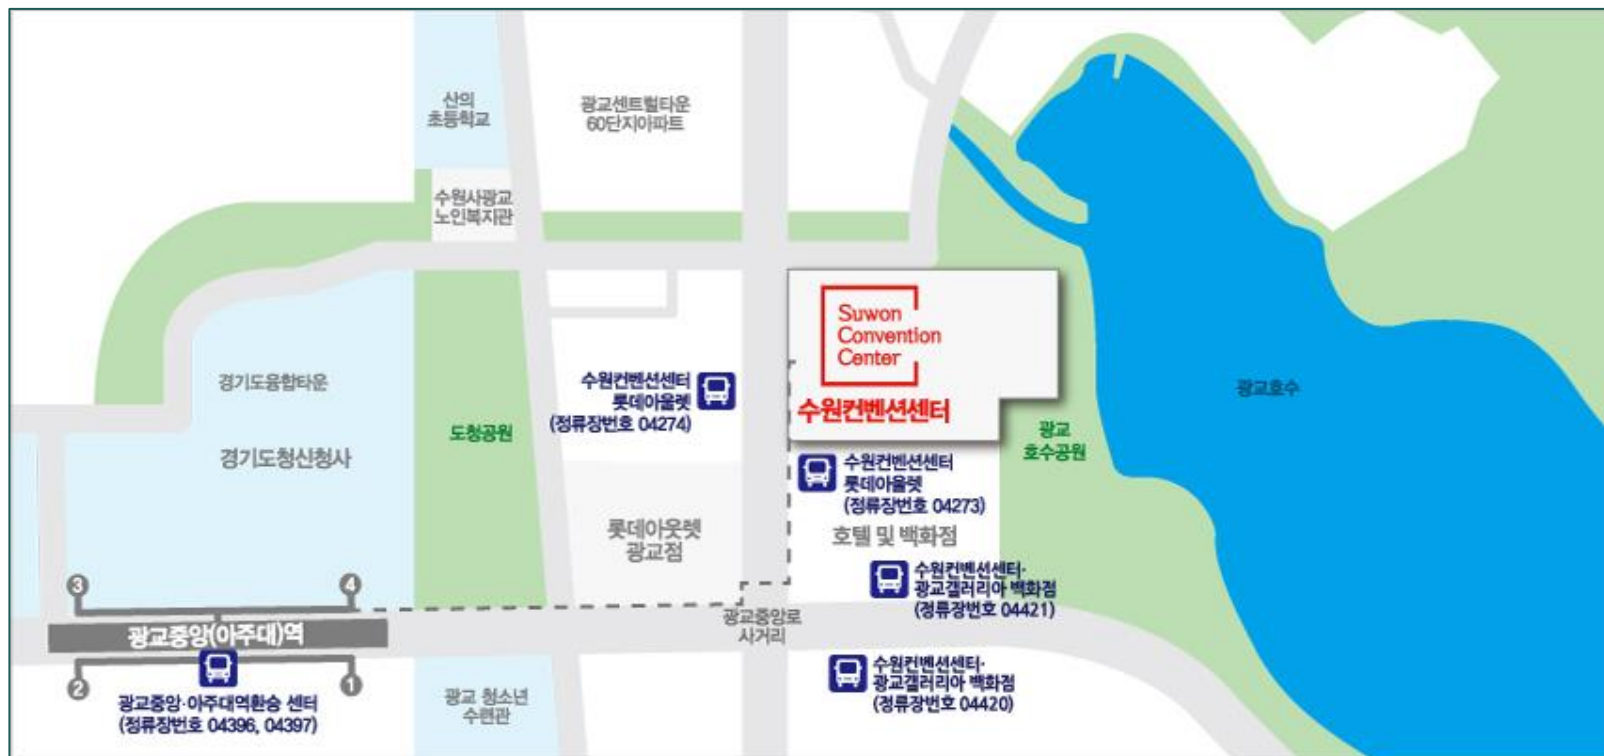 산의
초등학교
광교센트럴타운
60단지아파트
수원시광교
노인복지관
Suwon
Convention
Center
수원컨벤션센터
경기도융합타운
경기도청신청사
도청공원
수원컨벤션센터
롯데아울렛
(정류장번호 04274)
광교호수
광교
호수공원
수원컨벤션센터
롯데아울렛
(정류장번호 04273)
롯데아웃렛
광교점
호텔 및 백화점
수원컨벤션센터·
광교갤러리아 백화점
(정류장번호 04421)
3
4
광교중앙(아주대)역
광교중앙로
사거리
2
1
광교중앙·아주대역환승 센터
(정류장번호 04396, 04397)
광교 청소년
수련관
수원컨벤션센터·
광교갤러리아 백화점
(정류장번호 04420)